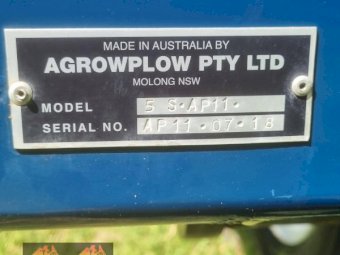 MADE IN AUSTRALIA BY
AGROWPLOW PTY LTD
MOLONG NSW
MODEL 5 S·AP11·
SERIAL NO. AP11·07·18